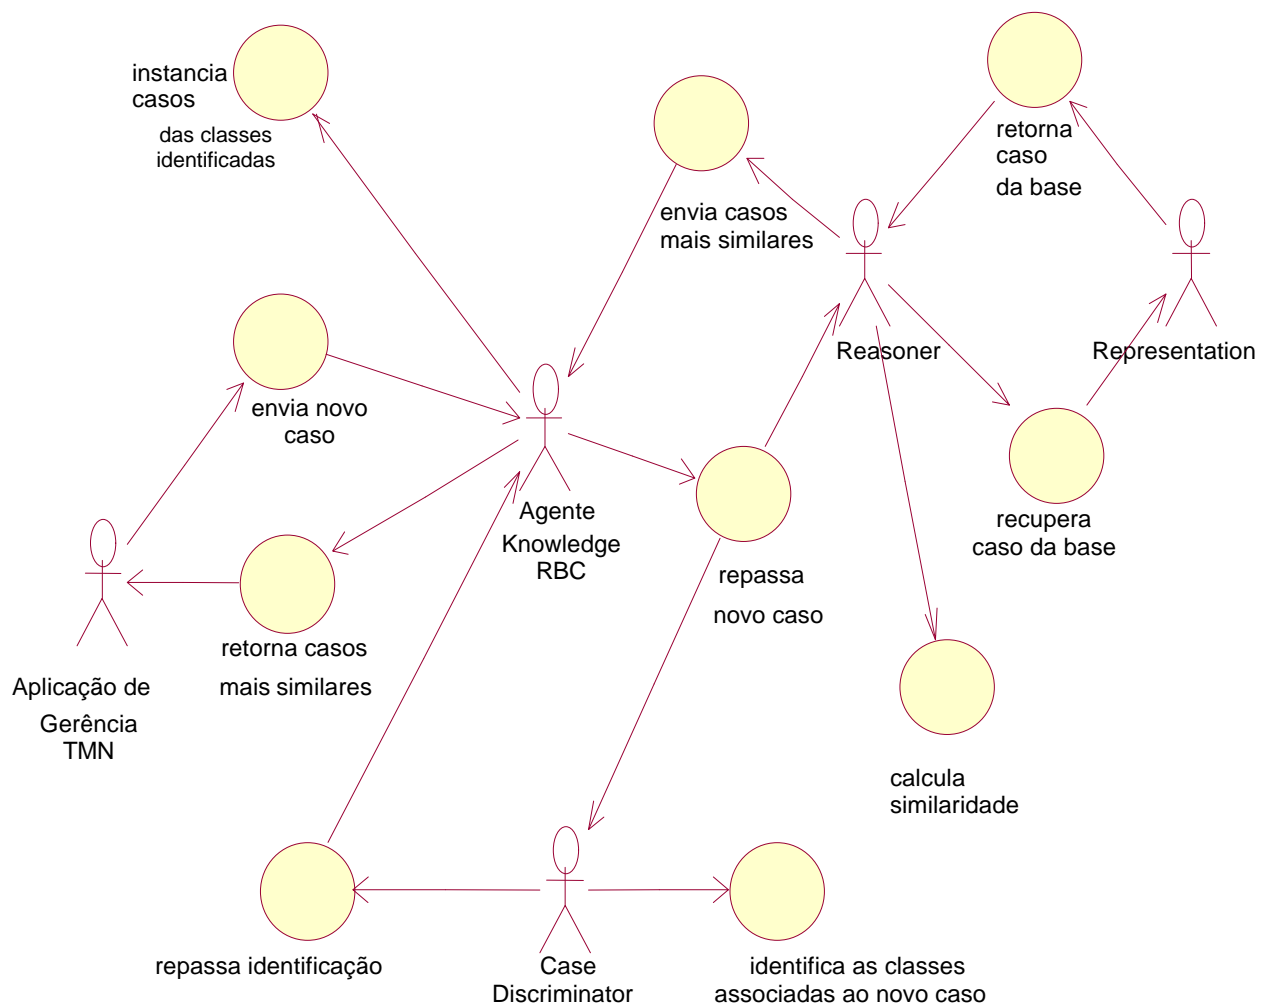 instancia
casos
das classes
identificadas
envia casos
mais similares
retorna
caso
da base
Reasoner
Representation
envia novo
caso
Agente
Knowledge
RBC
recupera
caso da base
repassa
novo caso
retorna casos
mais similares
Aplicação de
Gerência
TMN
calcula
similaridade
repassa identificação
Case
Discriminator
identifica as classes
associadas ao novo caso